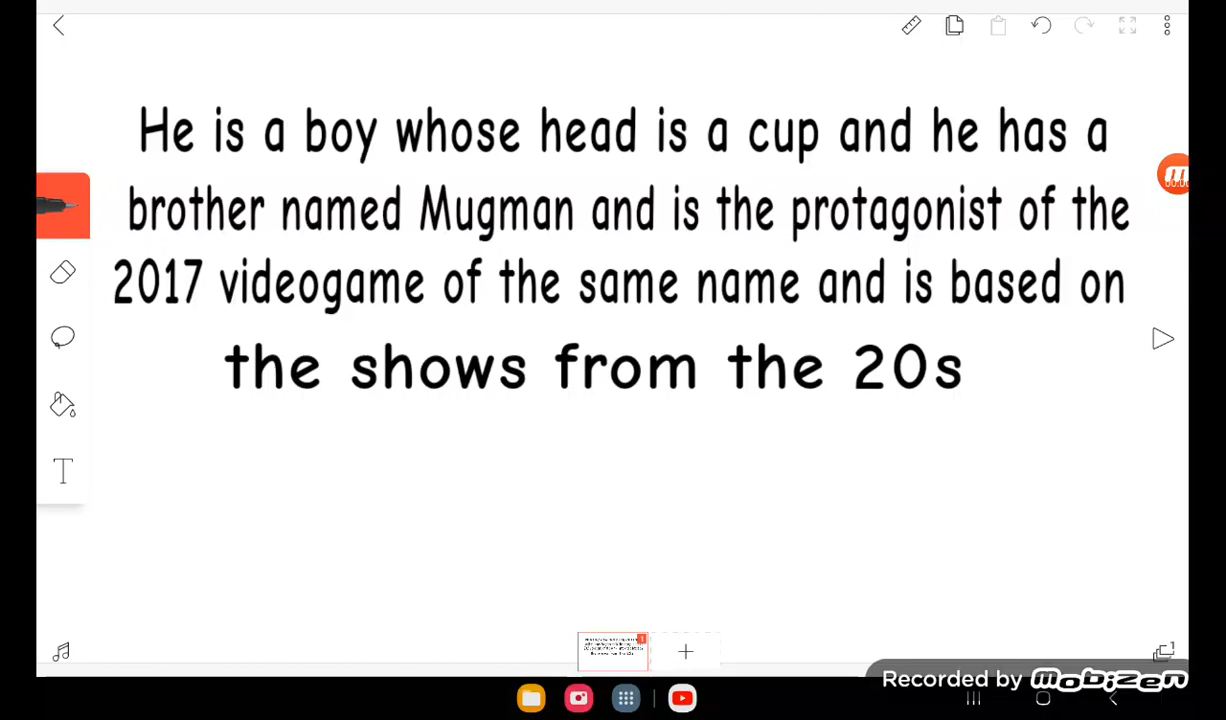 He is a boy whose head is a cup and he has a
brother named Mugman and is the protagonist of the
2017 videogame of the same name and is based on
the shows from the 20s
T
1
Recorded by mobizen